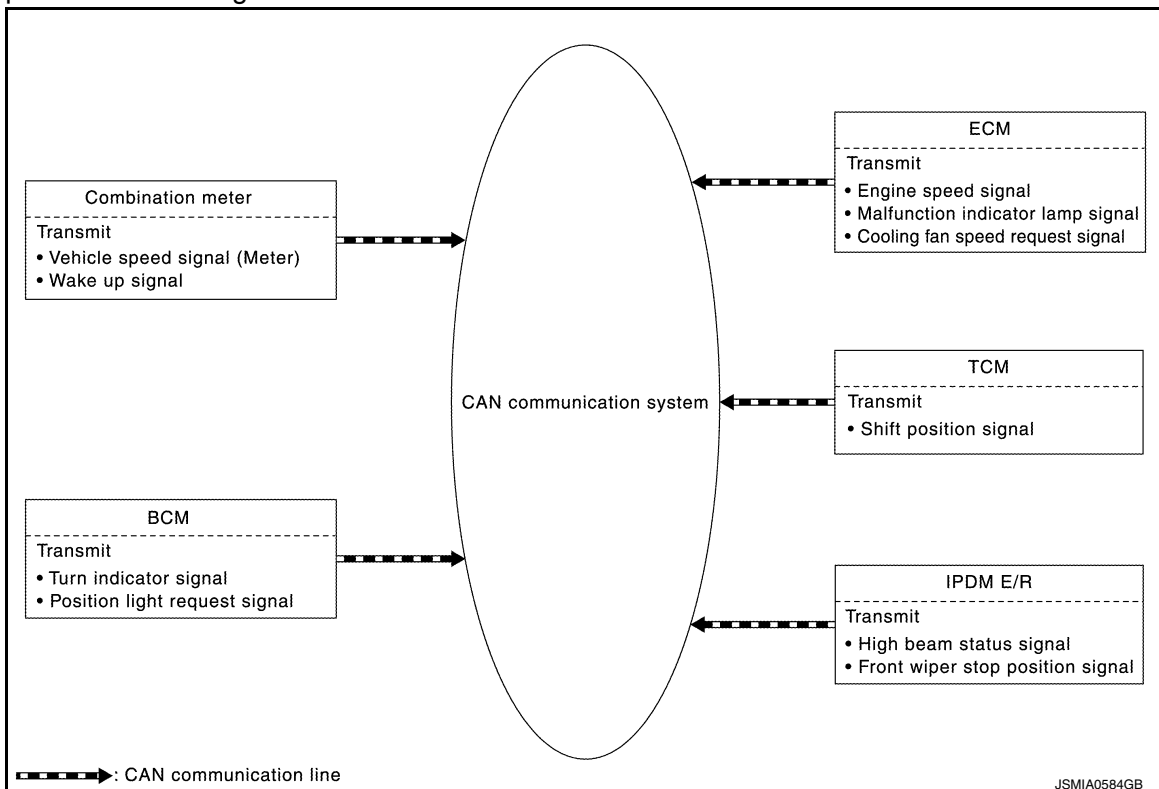 Combination meter
Transmit
• Vehicle speed signal (Meter)
• Wake up signal
BCM
Transmit
• Turn indicator signal
• Position light request signal
CAN communication system
ECM
Transmit
• Engine speed signal
• Malfunction indicator lamp signal
• Cooling fan speed request signal
TCM
Transmit
• Shift position signal
IPDM E/R
Transmit
• High beam status signal
• Front wiper stop position signal
: CAN communication line
JSMIA0584GB